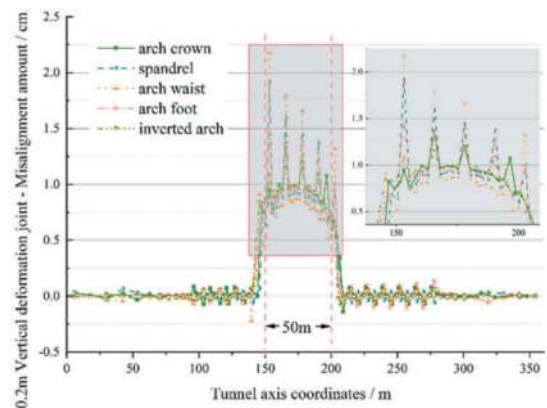 0.2m Vertical deformation joint - Misalignment amount / cm
2.5
2.0
1.5
1.0
0.5
0.0
-0.5
arch crown
spandrel
arch waist
arch foot
inverted arch
2.0
1.5
1.0
0.5
150
200
50m
0
50
100
150
200
250
300
350
Tunnel axis coordinates / m